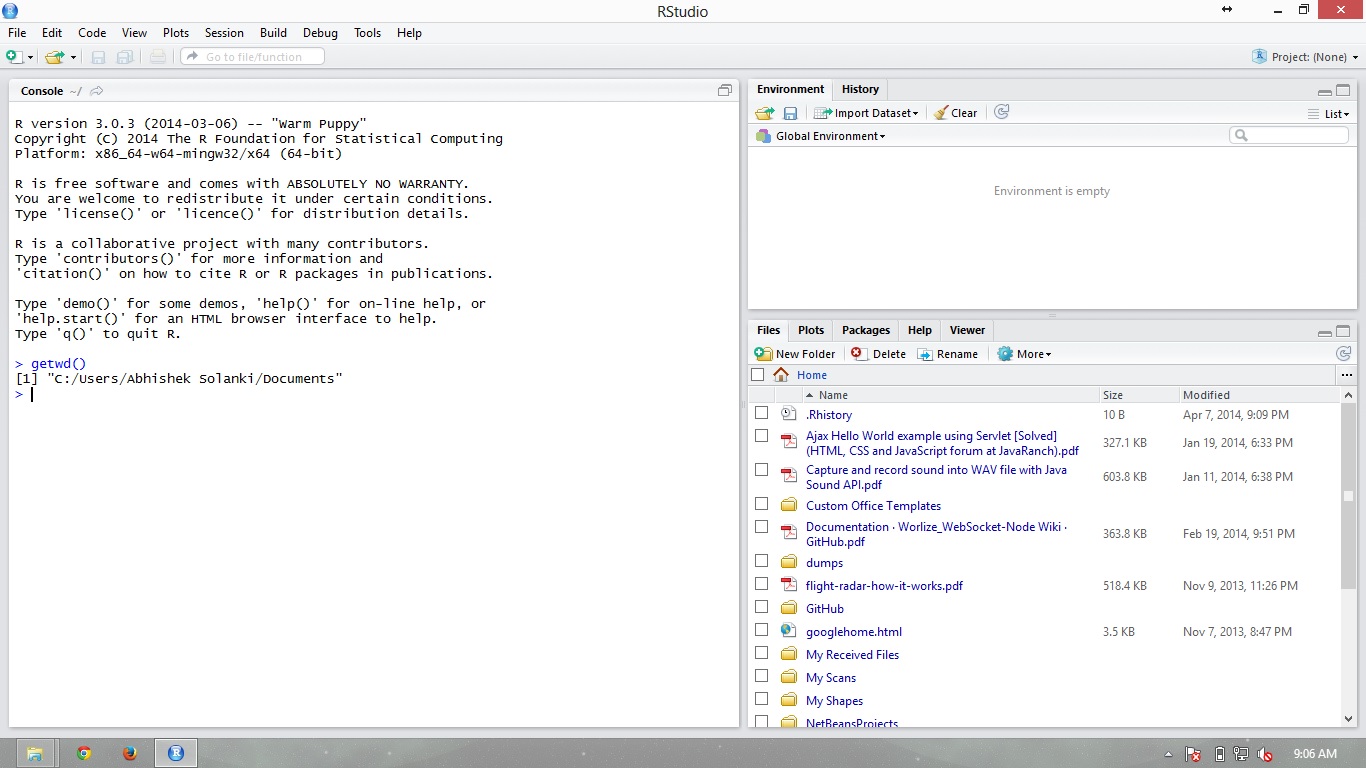 RStudio
File Edit Code View Plots Session Build Debug Tools Help
Go to file/function
Project: (None)
Console ~/
R version 3.0.3 (2014-03-06) -- "Warm Puppy"
Copyright (C) 2014 The R Foundation for Statistical Computing
Platform: x86_64-w64-mingw32/x64 (64-bit)
R is free software and comes with ABSOLUTELY NO WARRANTY.
You are welcome to redistribute it under certain conditions.
Type 'license()' or 'licence()' for distribution details.
R is a collaborative project with many contributors.
Type 'contributors()' for more information and
'citation()' on how to cite R or R packages in publications.
Type 'demo()' for some demos, 'help()' for on-line help, or
'help.start()' for an HTML browser interface to help.
Type 'q()' to quit R.
> getwd()
[1] "C:/Users/Abhishek Solanki/Documents"
>
Environment History
Import Dataset Clear
List
Global Environment
Environment is empty
Files Plots Packages Help Viewer
New Folder Delete Rename More
Home ...
Name Size Modified
.Rhistory 10 B Apr 7, 2014, 9:09 PM
Ajax Hello World example using Servlet [Solved]
(HTML, CSS and JavaScript forum at JavaRanch).pdf 327.1 KB Jan 19, 2014, 6:33 PM
Capture and record sound into WAV file with Java
Sound API.pdf 603.8 KB Jan 11, 2014, 6:38 PM
Custom Office Templates
Documentation · Worlize_WebSocket-Node Wiki ·
GitHub.pdf 363.8 KB Feb 19, 2014, 9:51 PM
dumps
flight-radar-how-it-works.pdf 518.4 KB Nov 9, 2013, 11:26 PM
GitHub
googlehome.html 3.5 KB Nov 7, 2013, 8:47 PM
My Received Files
My Scans
My Shapes
NetBeansProjects
9:06 AM